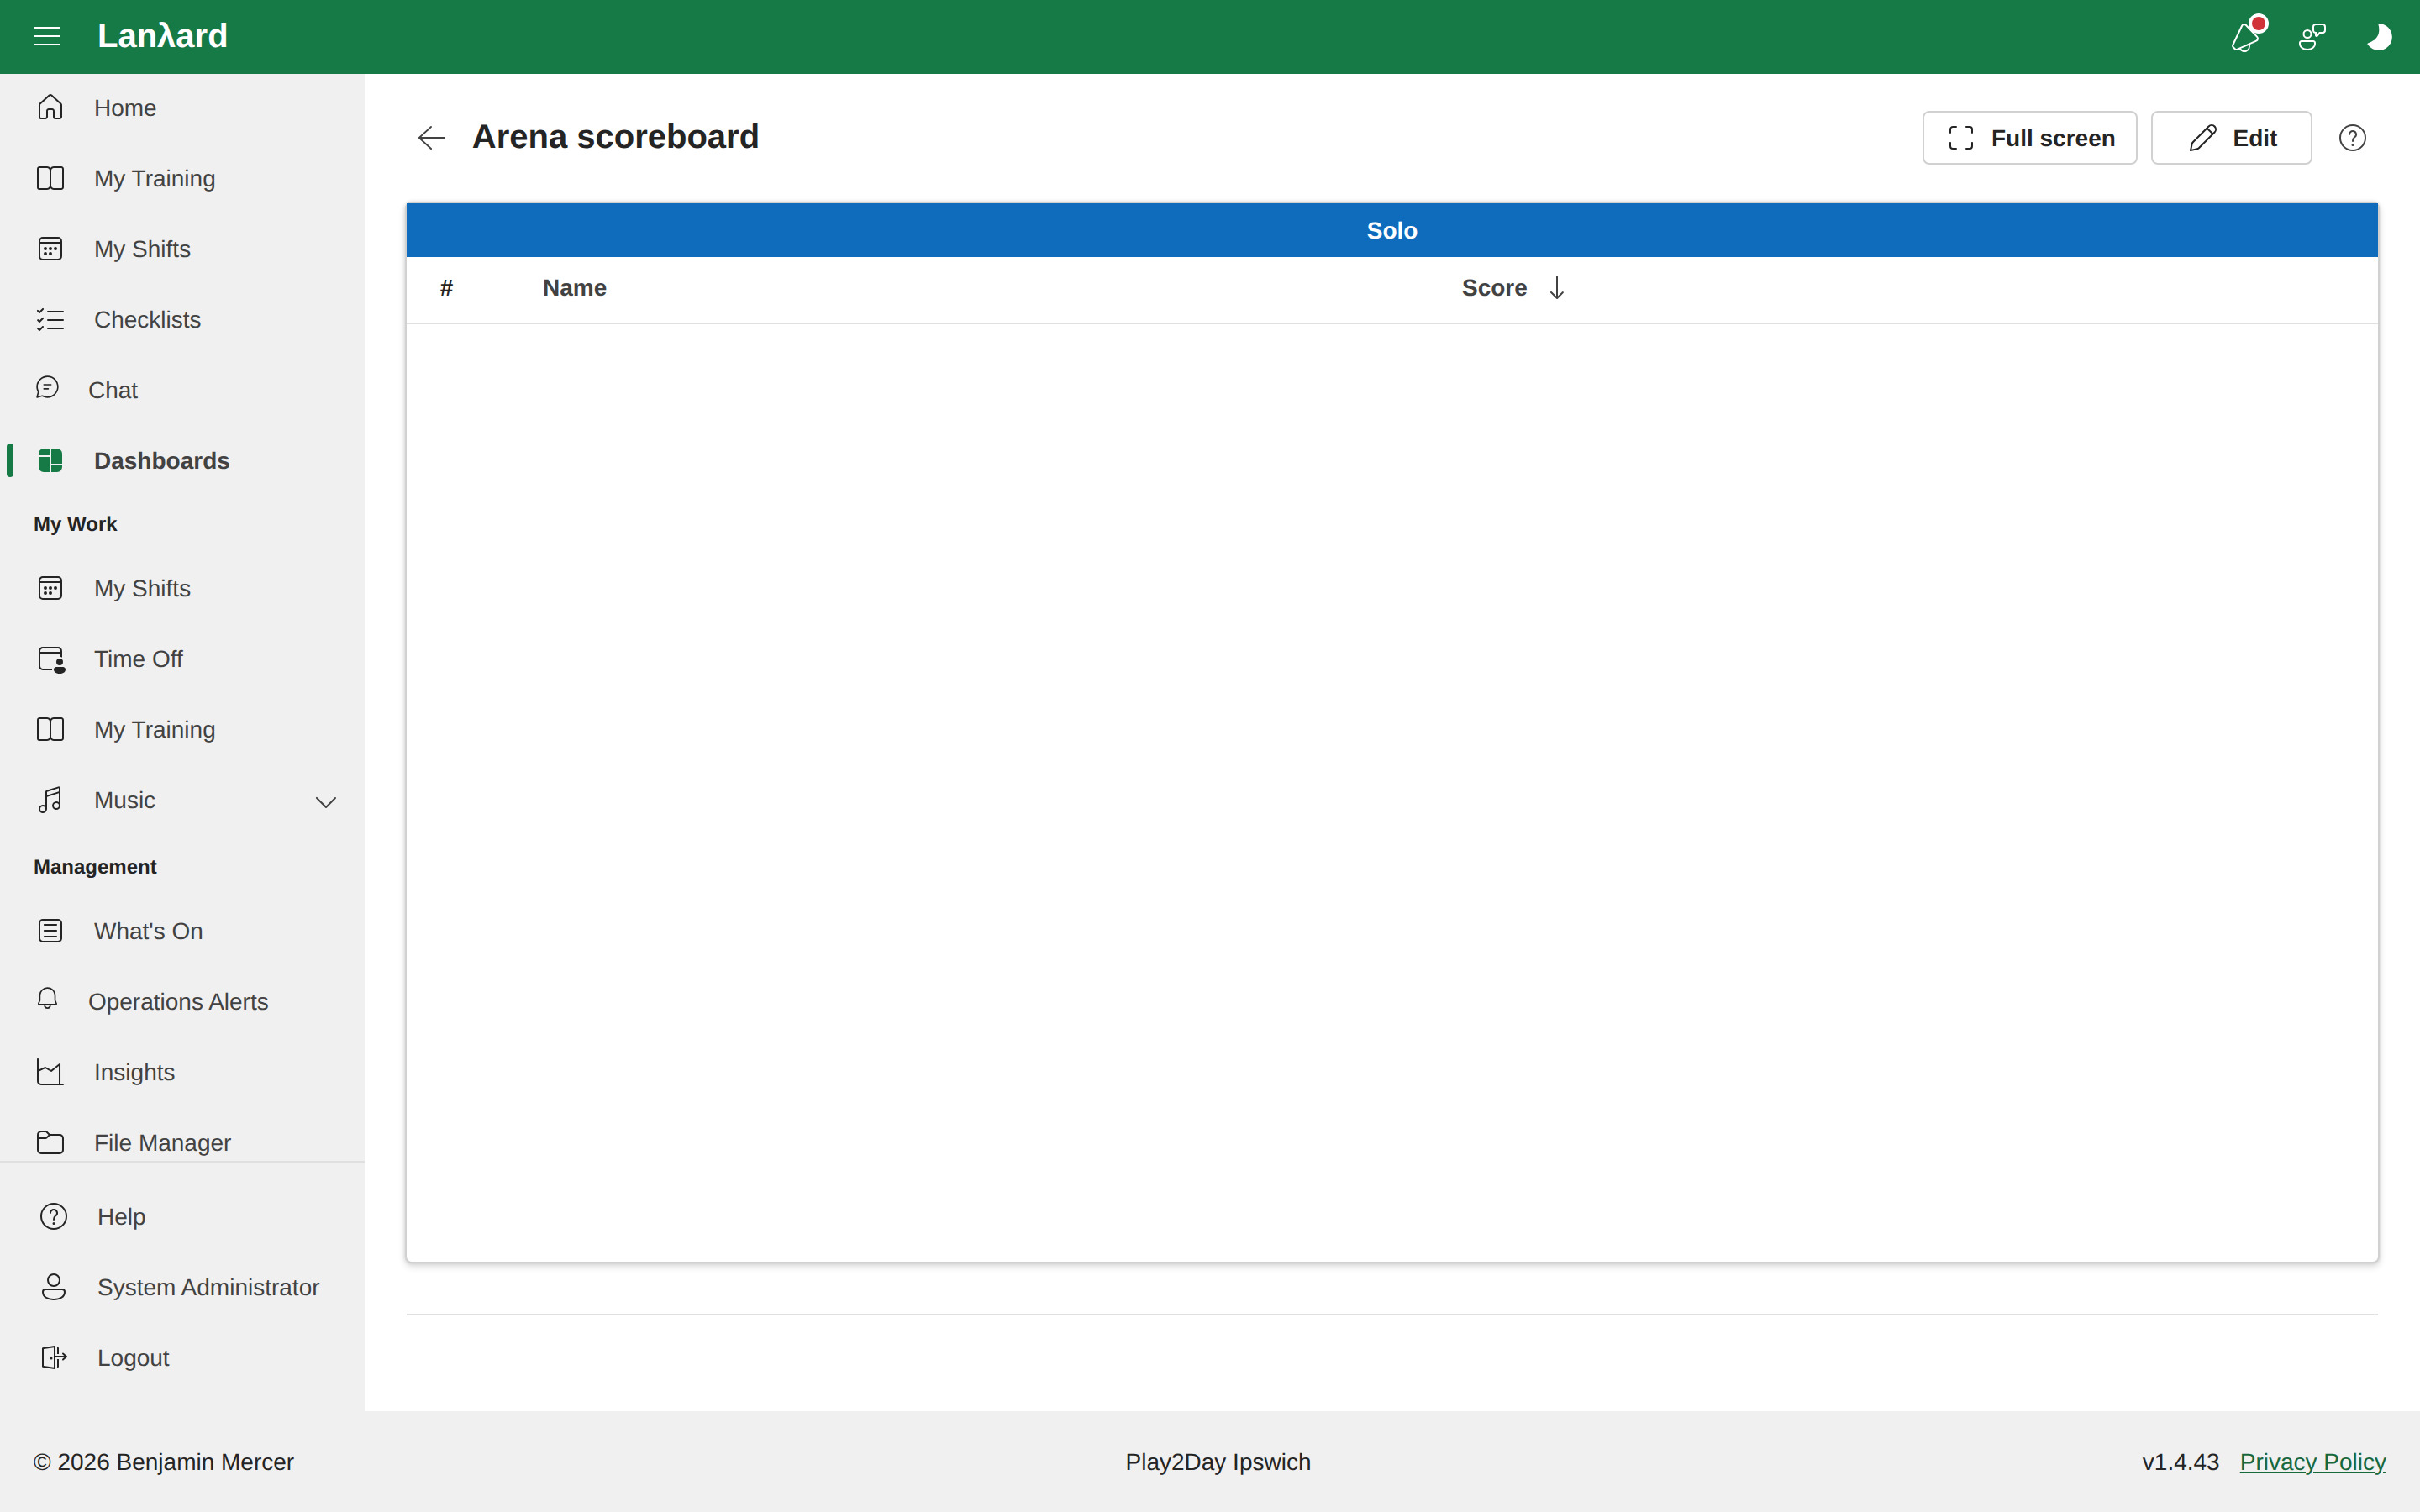 Lanλard
Home
My Training
My Shifts
Checklists
Chat
Dashboards
My Work
My Shifts
Time Off
My Training
Music
Management
What's On
Operations Alerts
Insights
File Manager
Help
System Administrator
Logout
Arena scoreboard
Full screen
Edit
Solo
# Name Score
© 2026 Benjamin Mercer
Play2Day Ipswich
v1.4.43 Privacy Policy